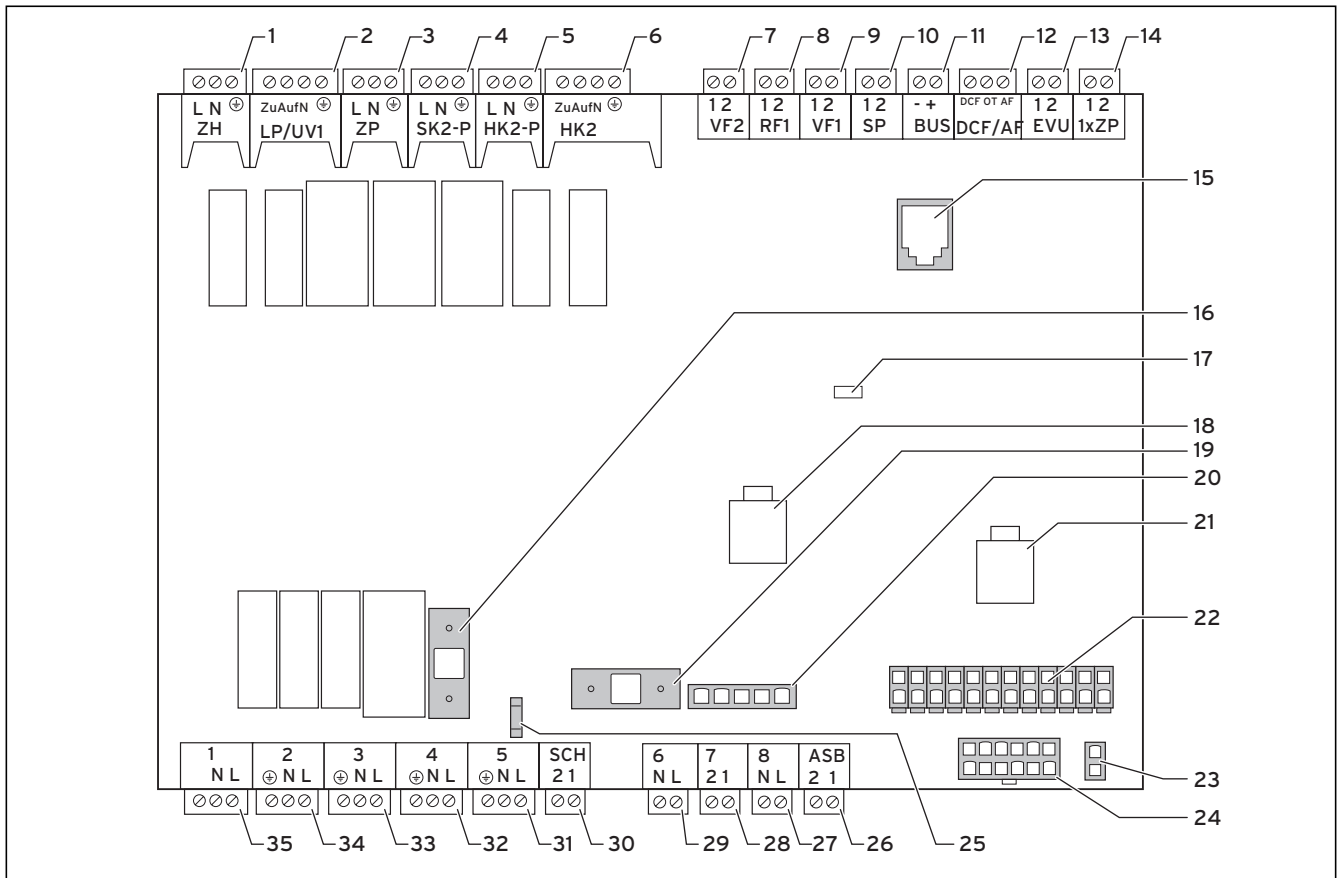 1 2 3 4 5 6 7 8 9 10 11 12 13 14
L N ⏚ ZuAufN ⏚ L N ⏚ L N ⏚ L N ⏚ ZuAufN ⏚ 1 2 1 2 1 2 1 2 - + DCF OT AF 1 2 1 2
ZH LP/UV1 ZP SK2-P HK2-P HK2 VF2 RF1 VF1 SP BUS DCF/AF EVU 1xZP
15
16
17
18
19
20
21
22
1 2 3 4 5 SCH 6 7 8 ASB
N L ⏚ N L ⏚ N L ⏚ N L ⏚ N L 2 1 N L 2 1 N L 2 1
23
24
35 34 33 32 31 30 29 28 27 26 25